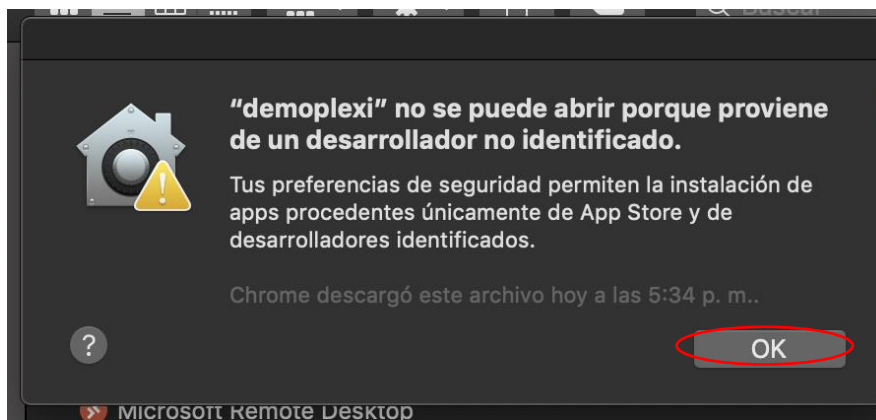 Buscar
“demoplexi” no se puede abrir porque proviene
de un desarrollador no identificado.
Tus preferencias de seguridad permiten la instalación de
apps procedentes únicamente de App Store y de
desarrolladores identificados.
Chrome descargó este archivo hoy a las 5:34 p. m..
?
OK
Microsoft Remote Desktop